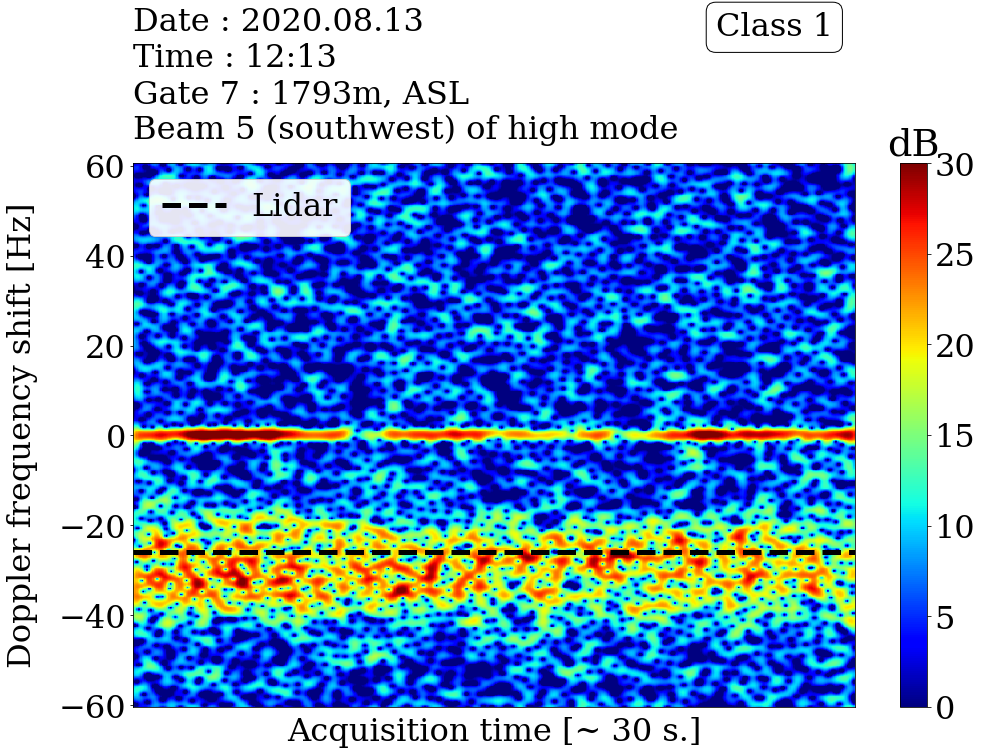 Date : 2020.08.13
Time : 12:13
Gate 7 : 1793m, ASL
Beam 5 (southwest) of high mode
Class 1
dB
Lidar
Doppler frequency shift [Hz]
60
40
20
0
−20
−40
−60
30
25
20
15
10
5
0
Acquisition time [~ 30 s.]